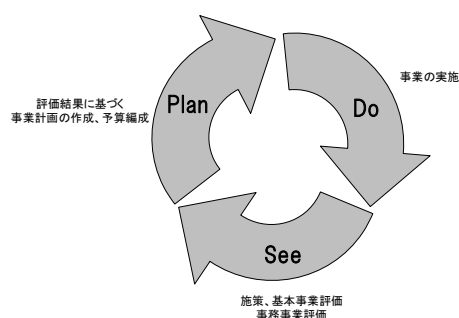 評価結果に基づく
事業計画の作成、予算編成
Plan
Do
事業の実施
See
施策、基本事業評価
事務事業評価